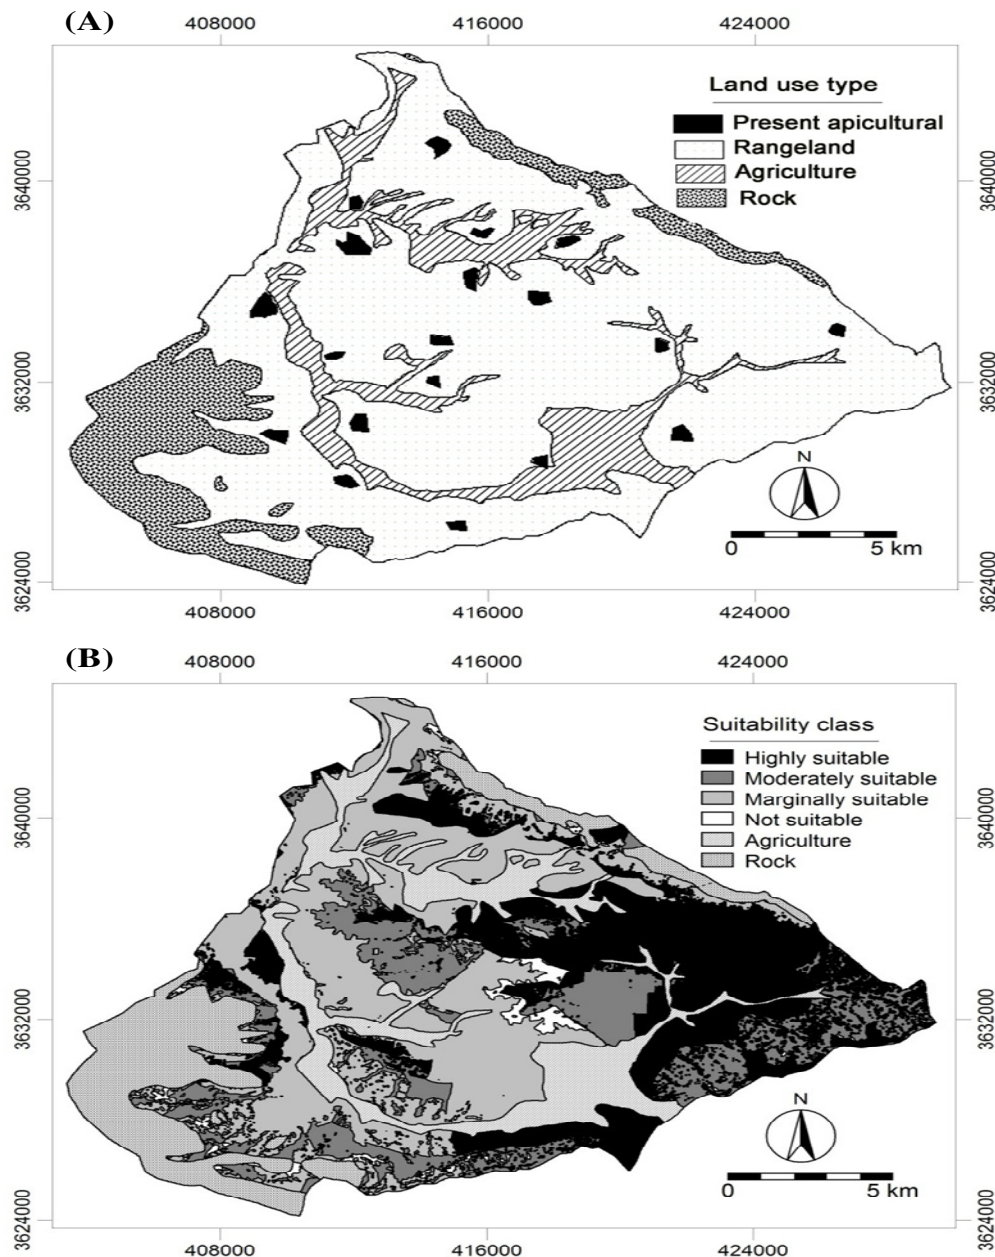 (A)
408000 416000 424000
Land use type
Present apicultural
Rangeland
Agriculture
Rock
3640000 3640000
3632000 3632000
N
0 5 km
3624000 3624000
408000 416000 424000
(B)
408000 416000 424000
Suitability class
Highly suitable
Moderately suitable
Marginally suitable
Not suitable
Agriculture
Rock
3640000 3640000
3632000 3632000
N
0 5 km
3624000 3624000
408000 416000 424000